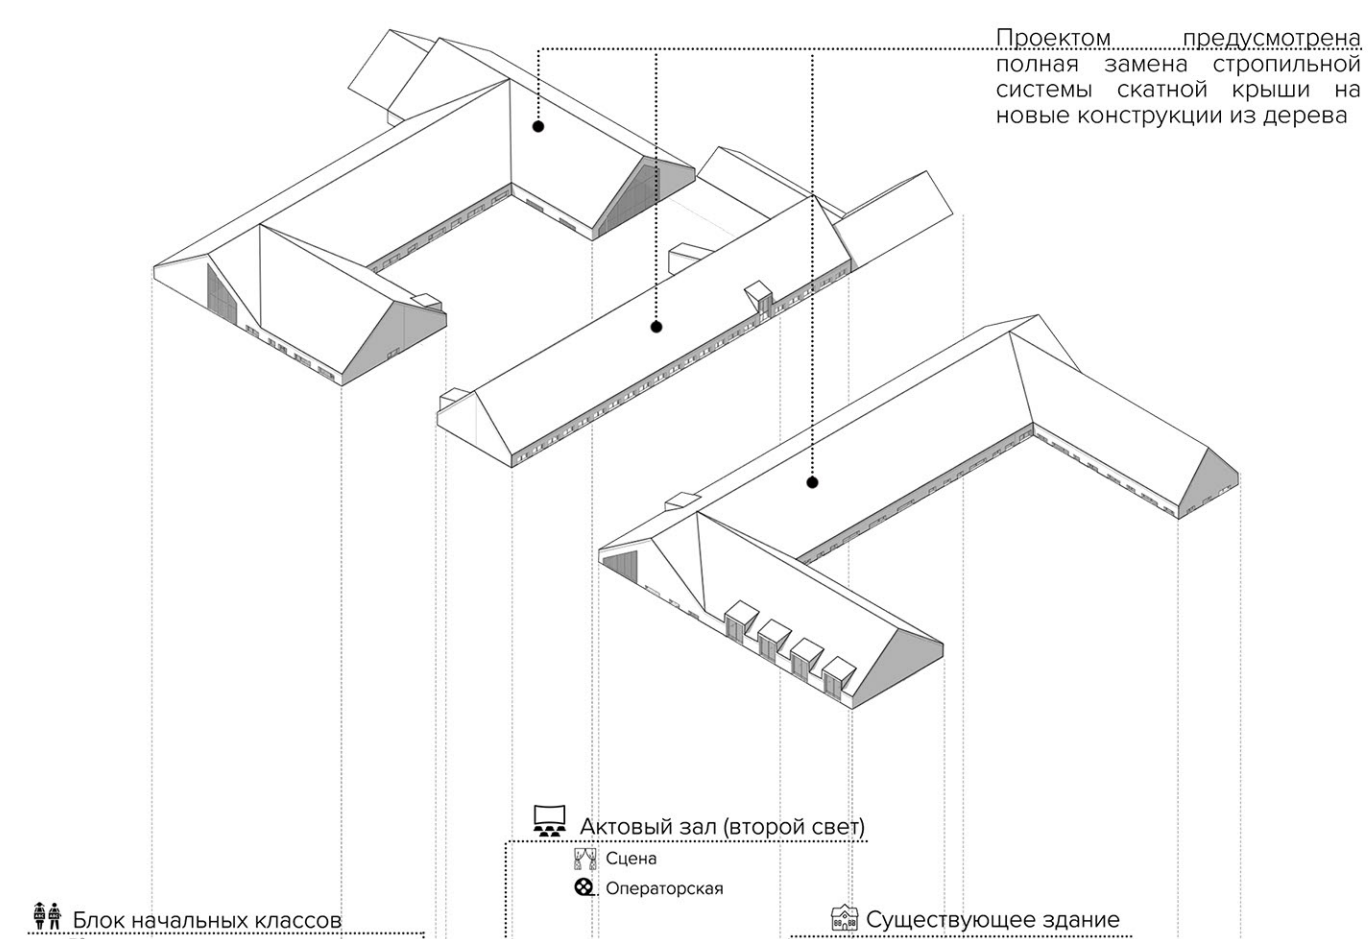 Проектом предусмотрена
полная замена стропильной
системы скатной крыши на
новые конструкции из дерева
Актовый зал (второй свет)
Сцена
Операторская
Блок начальных классов
Существующее здание